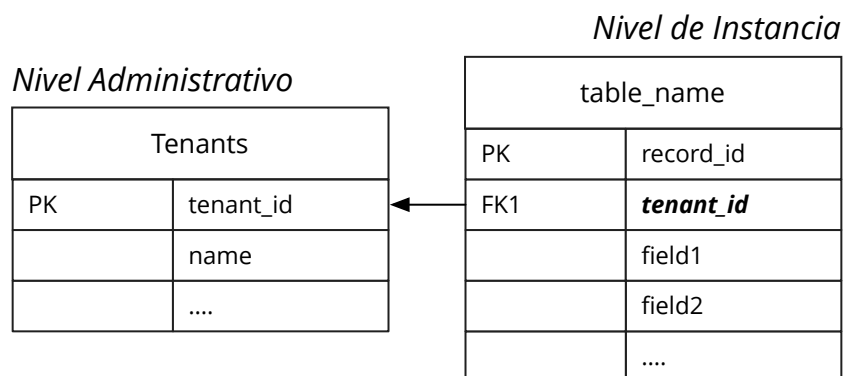 Nivel de Instancia
Nivel Administrativo
table_name
Tenants
PK record_id
PK tenant_id
FK1 tenant_id
name
field1
....
field2
....